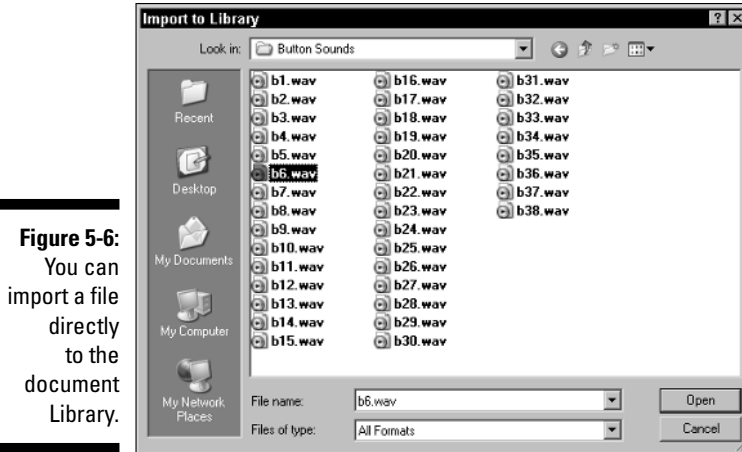 Import to Library
Look in: Button Sounds
Recent
Desktop
My Documents
My Computer
My Network
Places
b1.wav
b2.wav
b3.wav
b4.wav
b5.wav
b6.wav
b7.wav
b8.wav
b9.wav
b10.wav
b11.wav
b12.wav
b13.wav
b14.wav
b15.wav
b16.wav
b17.wav
b18.wav
b19.wav
b20.wav
b21.wav
b22.wav
b23.wav
b24.wav
b25.wav
b26.wav
b27.wav
b28.wav
b29.wav
b30.wav
b31.wav
b32.wav
b33.wav
b34.wav
b35.wav
b36.wav
b37.wav
b38.wav
File name: b6.wav Open
Files of type: All Formats Cancel
Figure 5-6:
You can
import a file
directly
to the
document
Library.